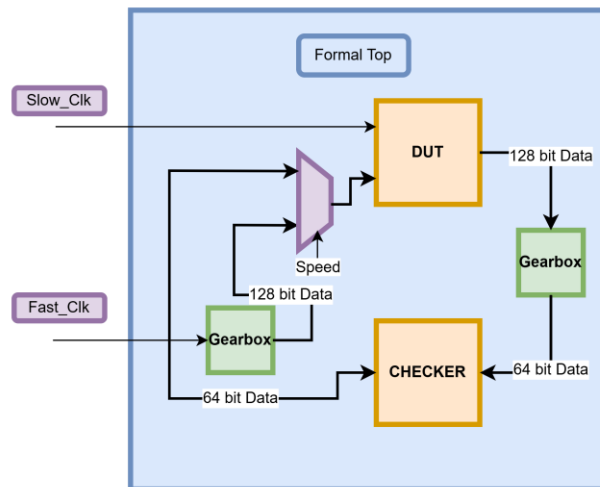 Formal Top
Slow_Clk
DUT
128 bit Data
Gearbox
Speed
128 bit Data
Fast_Clk
Gearbox
CHECKER
64 bit Data
64 bit Data